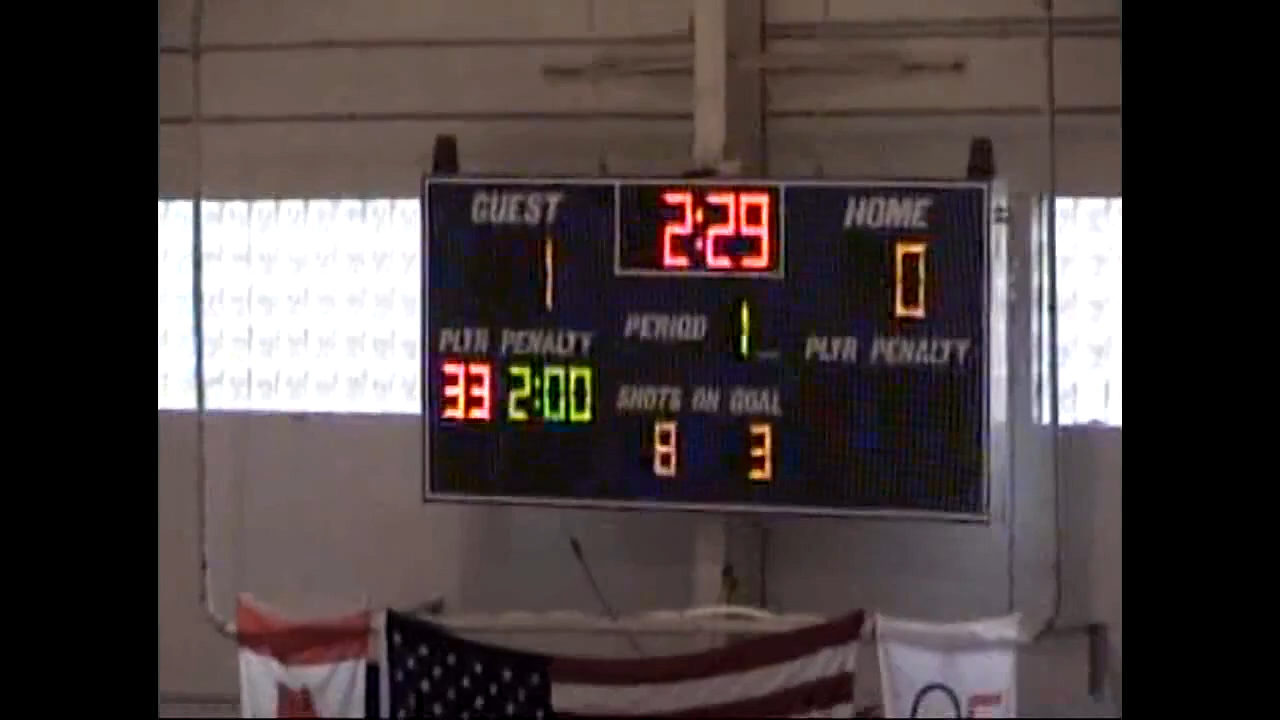 GUEST 2:29 HOME
1 0
PERIOD 1
PLYR PENALTY PLYR PENALTY
33 2:00
SHOTS ON GOAL
8 3